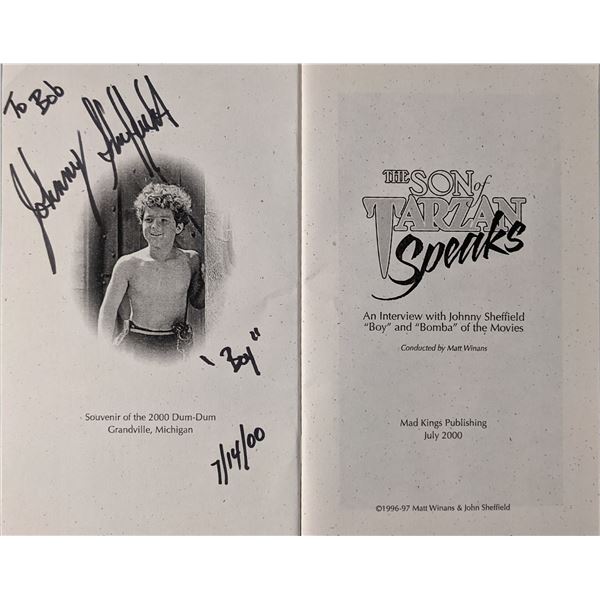 To Bob
Johnny Sheffield
"Boy"
Souvenir of the 2000 Dum-Dum
Grandville, Michigan
7/14/00
THE SON of
TARZAN
Speaks
An Interview with Johnny Sheffield
"Boy" and "Bomba" of the Movies
Conducted by Matt Winans
Mad Kings Publishing
July 2000
©1996-97 Matt Winans & John Sheffield